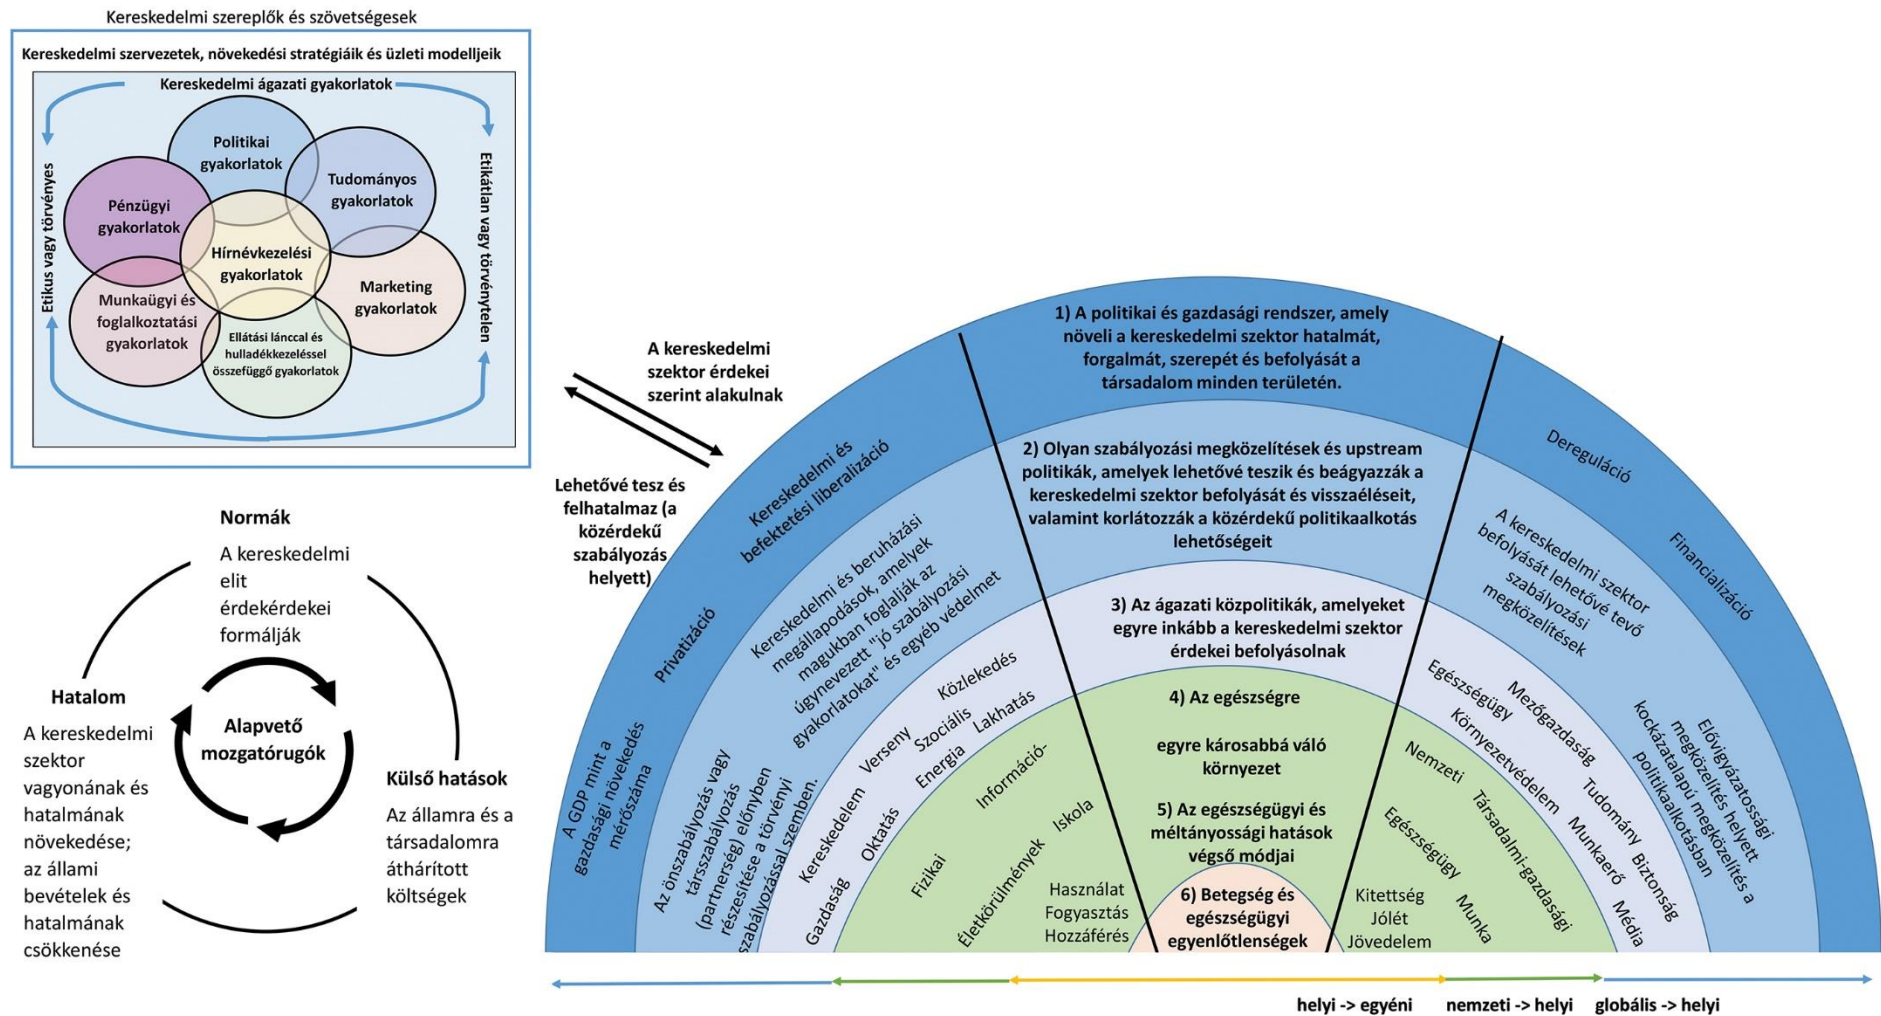 Kereskedelmi szereplők és szövetségesek
Kereskedelmi szervezetek, növekedési stratégiáik és üzleti modelljeik
Kereskedelmi ágazati gyakorlatok
Etikus vagy törvényes
Etikátlan vagy törvénytelen
Politikai
gyakorlatok
Tudományos
gyakorlatok
Pénzügyi
gyakorlatok
Hírnévkezelési
gyakorlatok
Marketing
gyakorlatok
Munkaügyi és
foglalkoztatási
gyakorlatok
Ellátási lánccal és
hulladékkezeléssel
összefüggő gyakorlatok
A kereskedelmi
szektor érdekei
szerint alakulnak
Lehetővé tesz és
felhatalmaz (a
közérdekű
szabályozás
helyett)
Normák
A kereskedelmi
elit
érdekérdekei
formálják
Hatalom
A kereskedelmi
szektor
vagyonának és
hatalmának
növekedése;
az állami
bevételek és
hatalmának
csökkenése
Alapvető
mozgatórugók
Külső hatások
Az államra és a
társadalomra
áthárított
költségek
1) A politikai és gazdasági rendszer, amely
növeli a kereskedelmi szektor hatalmát,
forgalmát, szerepét és befolyását a
társadalom minden területén.
2) Olyan szabályozási megközelítések és upstream
politikák, amelyek lehetővé teszik és beágyazzák a
kereskedelmi szektor befolyását és visszaéléseit,
valamint korlátozzák a közérdekű politikaalkotás
lehetőségeit
3) Az ágazati közpolitikák, amelyeket
egyre inkább a kereskedelmi szektor
érdekei befolyásolnak
4) Az egészségre
egyre károsabbá váló
környezet
5) Az egészségügyi és
méltányossági hatások
végső módjai
6) Betegség és
egészségügyi
egyenlőtlenségek
A GDP mint a
gazdasági növekedés
mérőszáma
Privatizáció
Kereskedelmi és
befektetési liberalizáció
Dereguláció
Financializáció
Az önszabályozás vagy
társszabályozás
(partnerség) előnyben
részesítése a törvényi
szabályozással szemben.
Kereskedelmi és beruházási
megállapodások, amelyek
magukban foglalják az
úgynevezett "jó szabályozási
gyakorlatokat" és egyéb védelmet
A kereskedelmi szektor
befolyását lehetővé tevő
szabályozási
megközelítések
Elővigyázatossági
megközelítés helyett
kockázatalapú megközelítés a
politikaalkotásban
Gazdaság
Kereskedelem
Oktatás
Verseny
Energia
Szociális
Közlekedés
Lakhatás
Egészségügy
Mezőgazdaság
Környezetvédelem
Tudomány
Munkaerő
Biztonság
Média
Fizikai
Információ-
Életkörülmények
Iskola
Nemzeti
Társadalmi-gazdasági
Egészségügy
Munka
Használat
Fogyasztás
Hozzáférés
Kitettség
Jólét
Jövedelem
helyi -> egyéni
nemzeti -> helyi
globális -> helyi